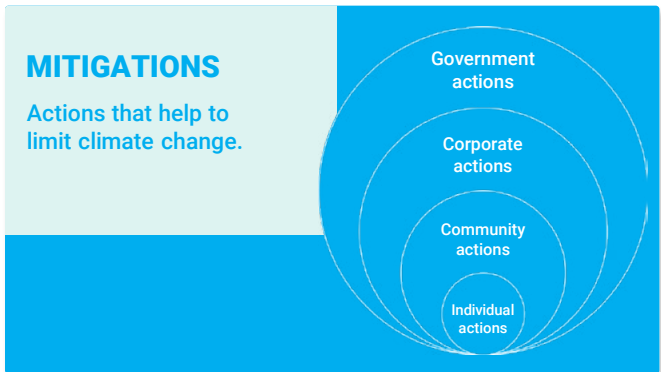 MITIGATIONS
Actions that help to
limit climate change.
Government
actions
Corporate
actions
Community
actions
Individual
actions